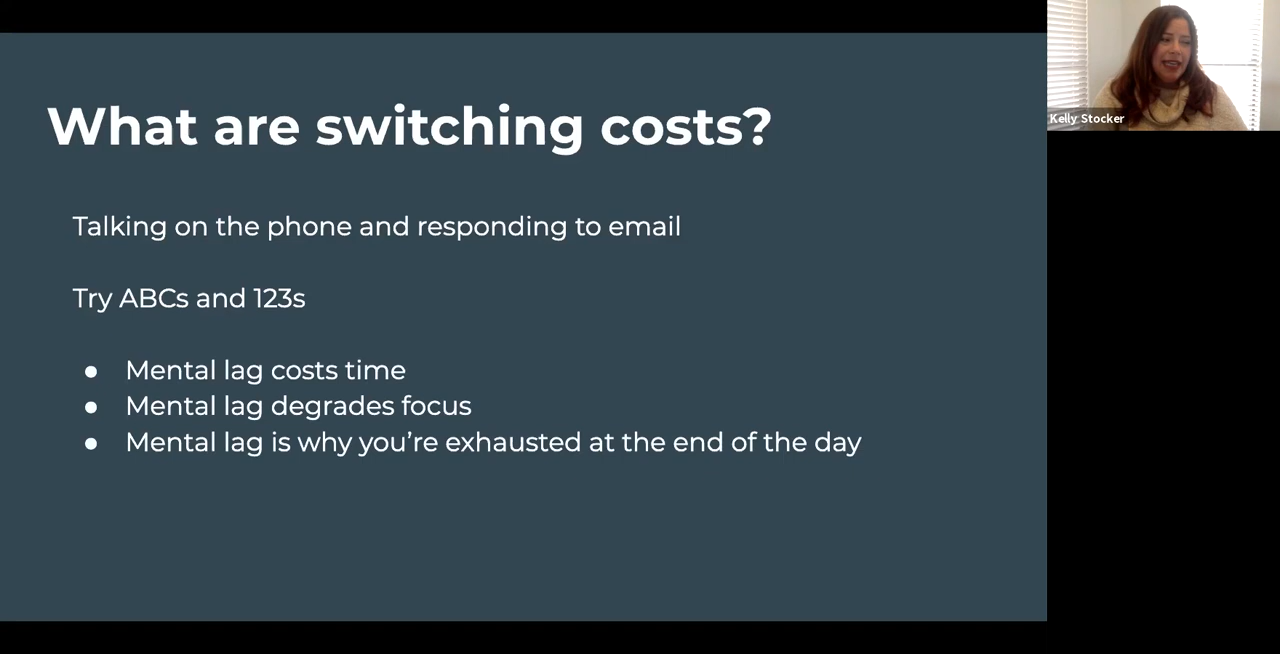 What are switching costs?
Talking on the phone and responding to email
Try ABCs and 123s
● Mental lag costs time
● Mental lag degrades focus
● Mental lag is why you’re exhausted at the end of the day
Kelly Stocker